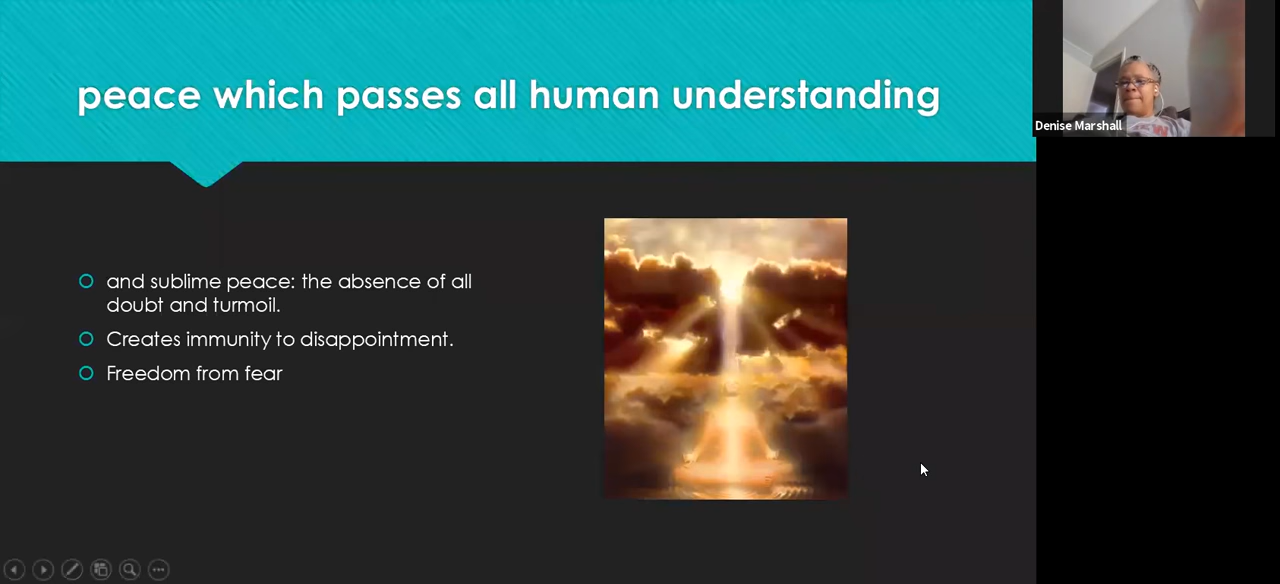 peace which passes all human understanding
Denise Marshall
and sublime peace: the absence of all
doubt and turmoil.
Creates immunity to disappointment.
Freedom from fear